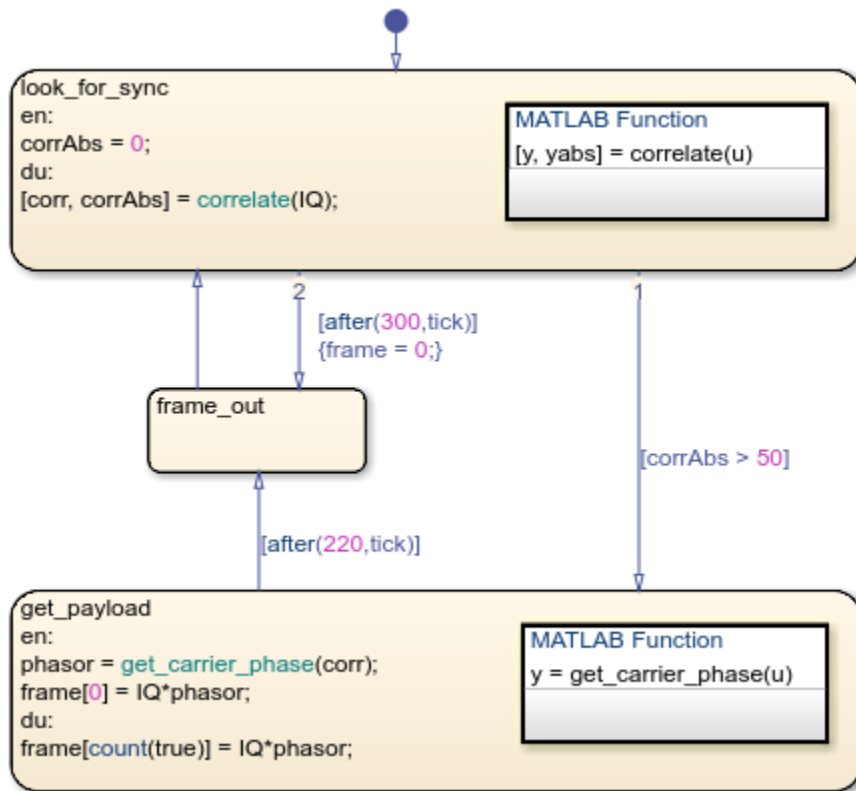 look_for_sync
en:
corrAbs = 0;
du:
[corr, corrAbs] = correlate(IQ);
MATLAB Function
[y, yabs] = correlate(u)
2
1
[after(300,tick)]
{frame = 0;}
frame_out
[corrAbs > 50]
[after(220,tick)]
get_payload
en:
phasor = get_carrier_phase(corr);
frame[0] = IQ*phasor;
du:
frame[count(true)] = IQ*phasor;
MATLAB Function
y = get_carrier_phase(u)